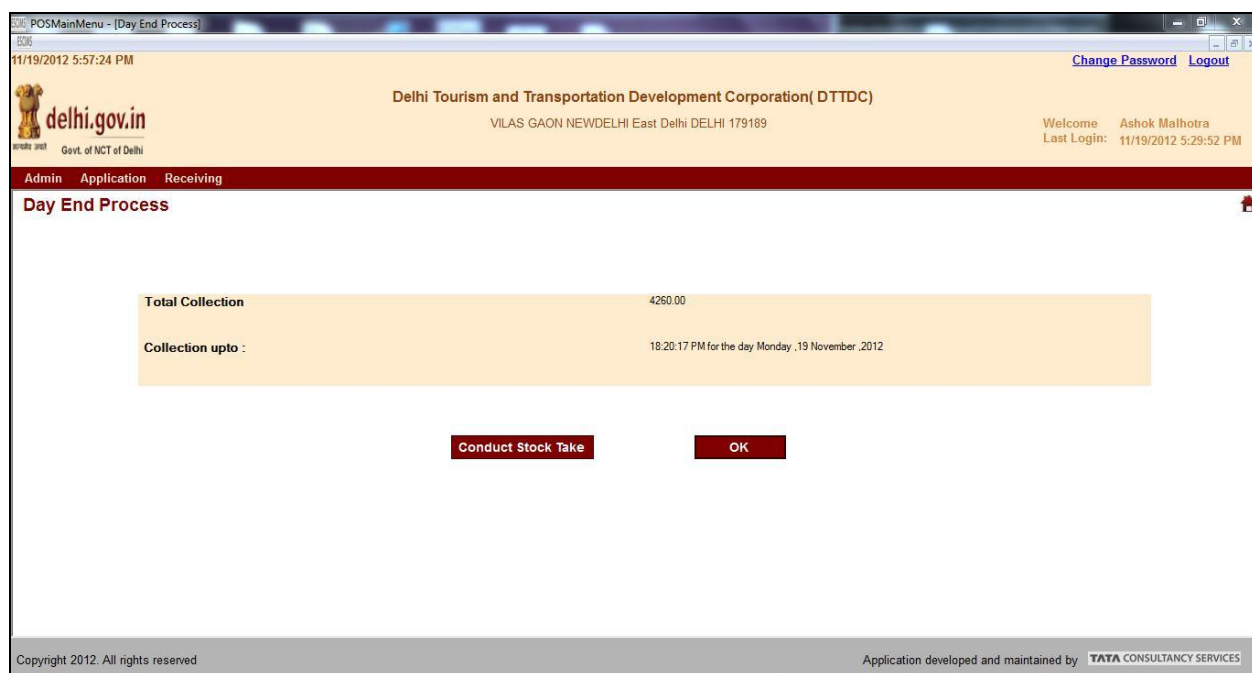 POSMainMenu - [Day End Process]
ESCIMS
11/19/2012 5:57:24 PM
Change Password Logout
Delhi Tourism and Transportation Development Corporation( DTTDC)
delhi.gov.in
VILAS GAON NEWDELHI East Delhi DELHI 179189
Welcome Ashok Malhotra
Last Login: 11/19/2012 5:29:52 PM
सत्यमेव जयते
Govt. of NCT of Delhi
Admin Application Receiving
Day End Process
Total Collection 4260.00
Collection upto : 18:20:17 PM for the day Monday ,19 November ,2012
Conduct Stock Take OK
Copyright 2012. All rights reserved
Application developed and maintained by TATA CONSULTANCY SERVICES